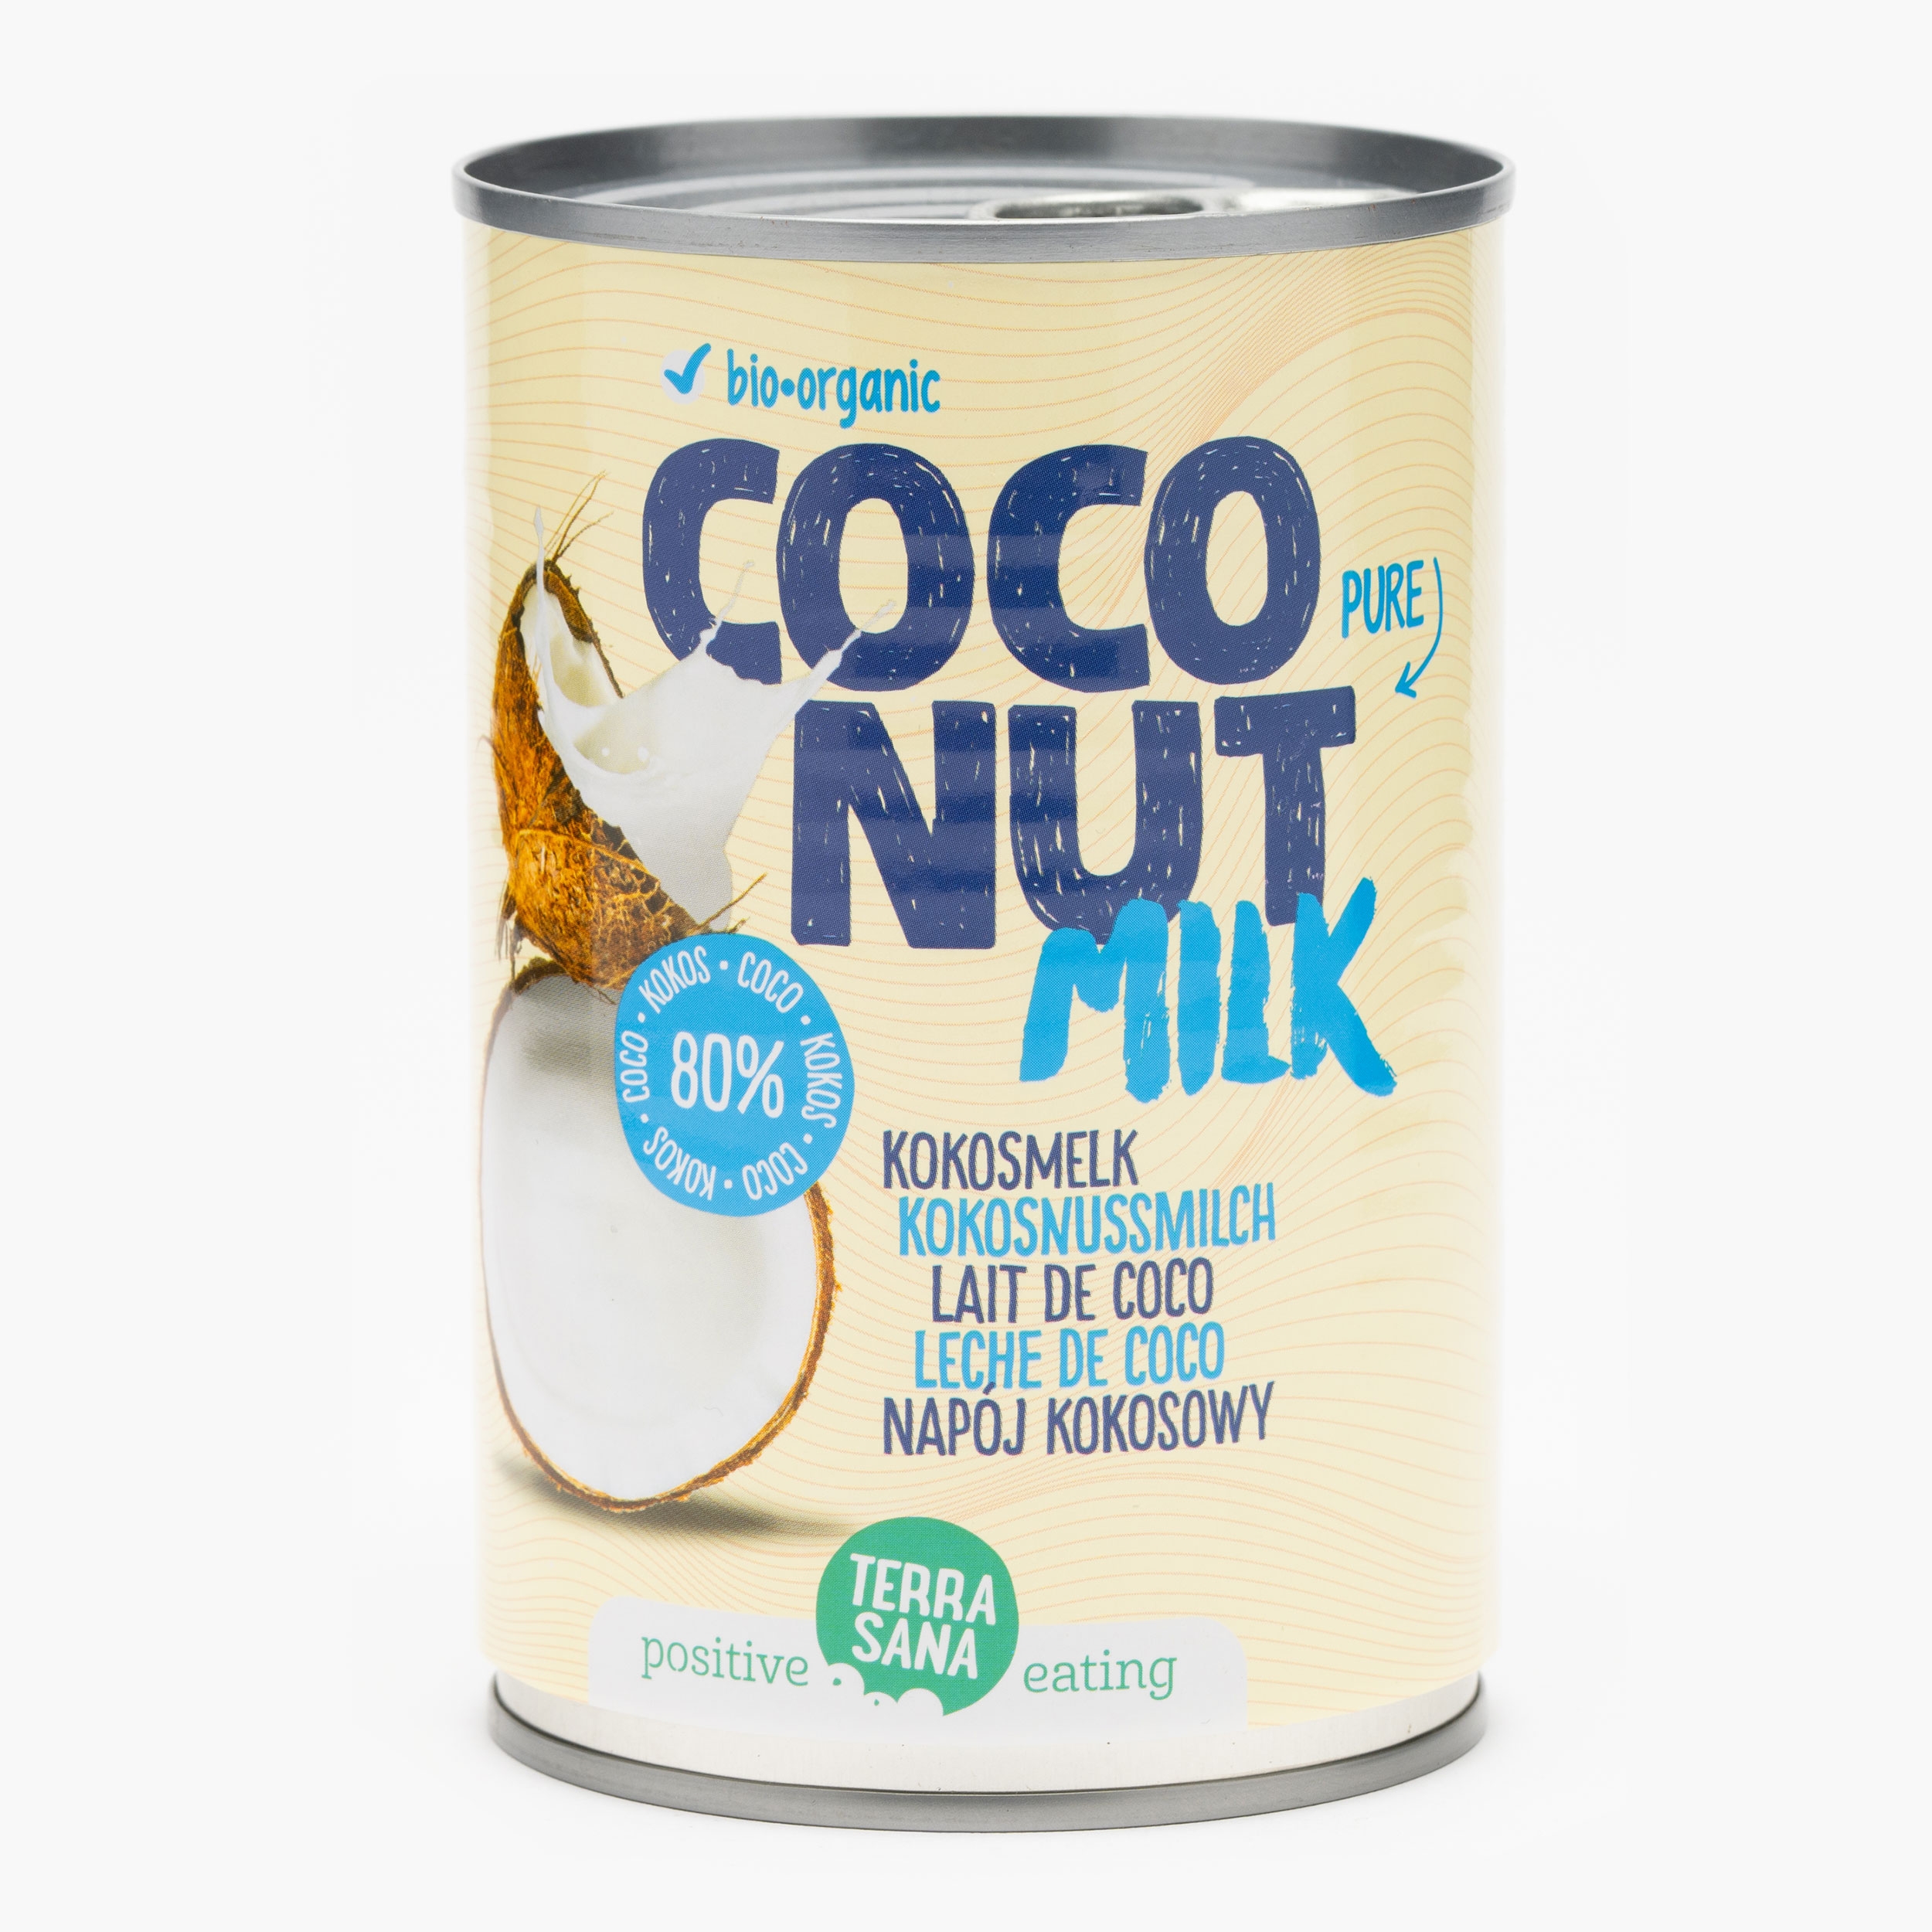 bio•organic
COCO
NUT
PURE
MILK
KOKOS • COCO • KOKOS • COCO • KOKOS • COCO •
80%
KOKOSMELK
KOKOSNUSSMILCH
LAIT DE COCO
LECHE DE COCO
NAPÓJ KOKOSOWY
TERRA
SANA
positive eating